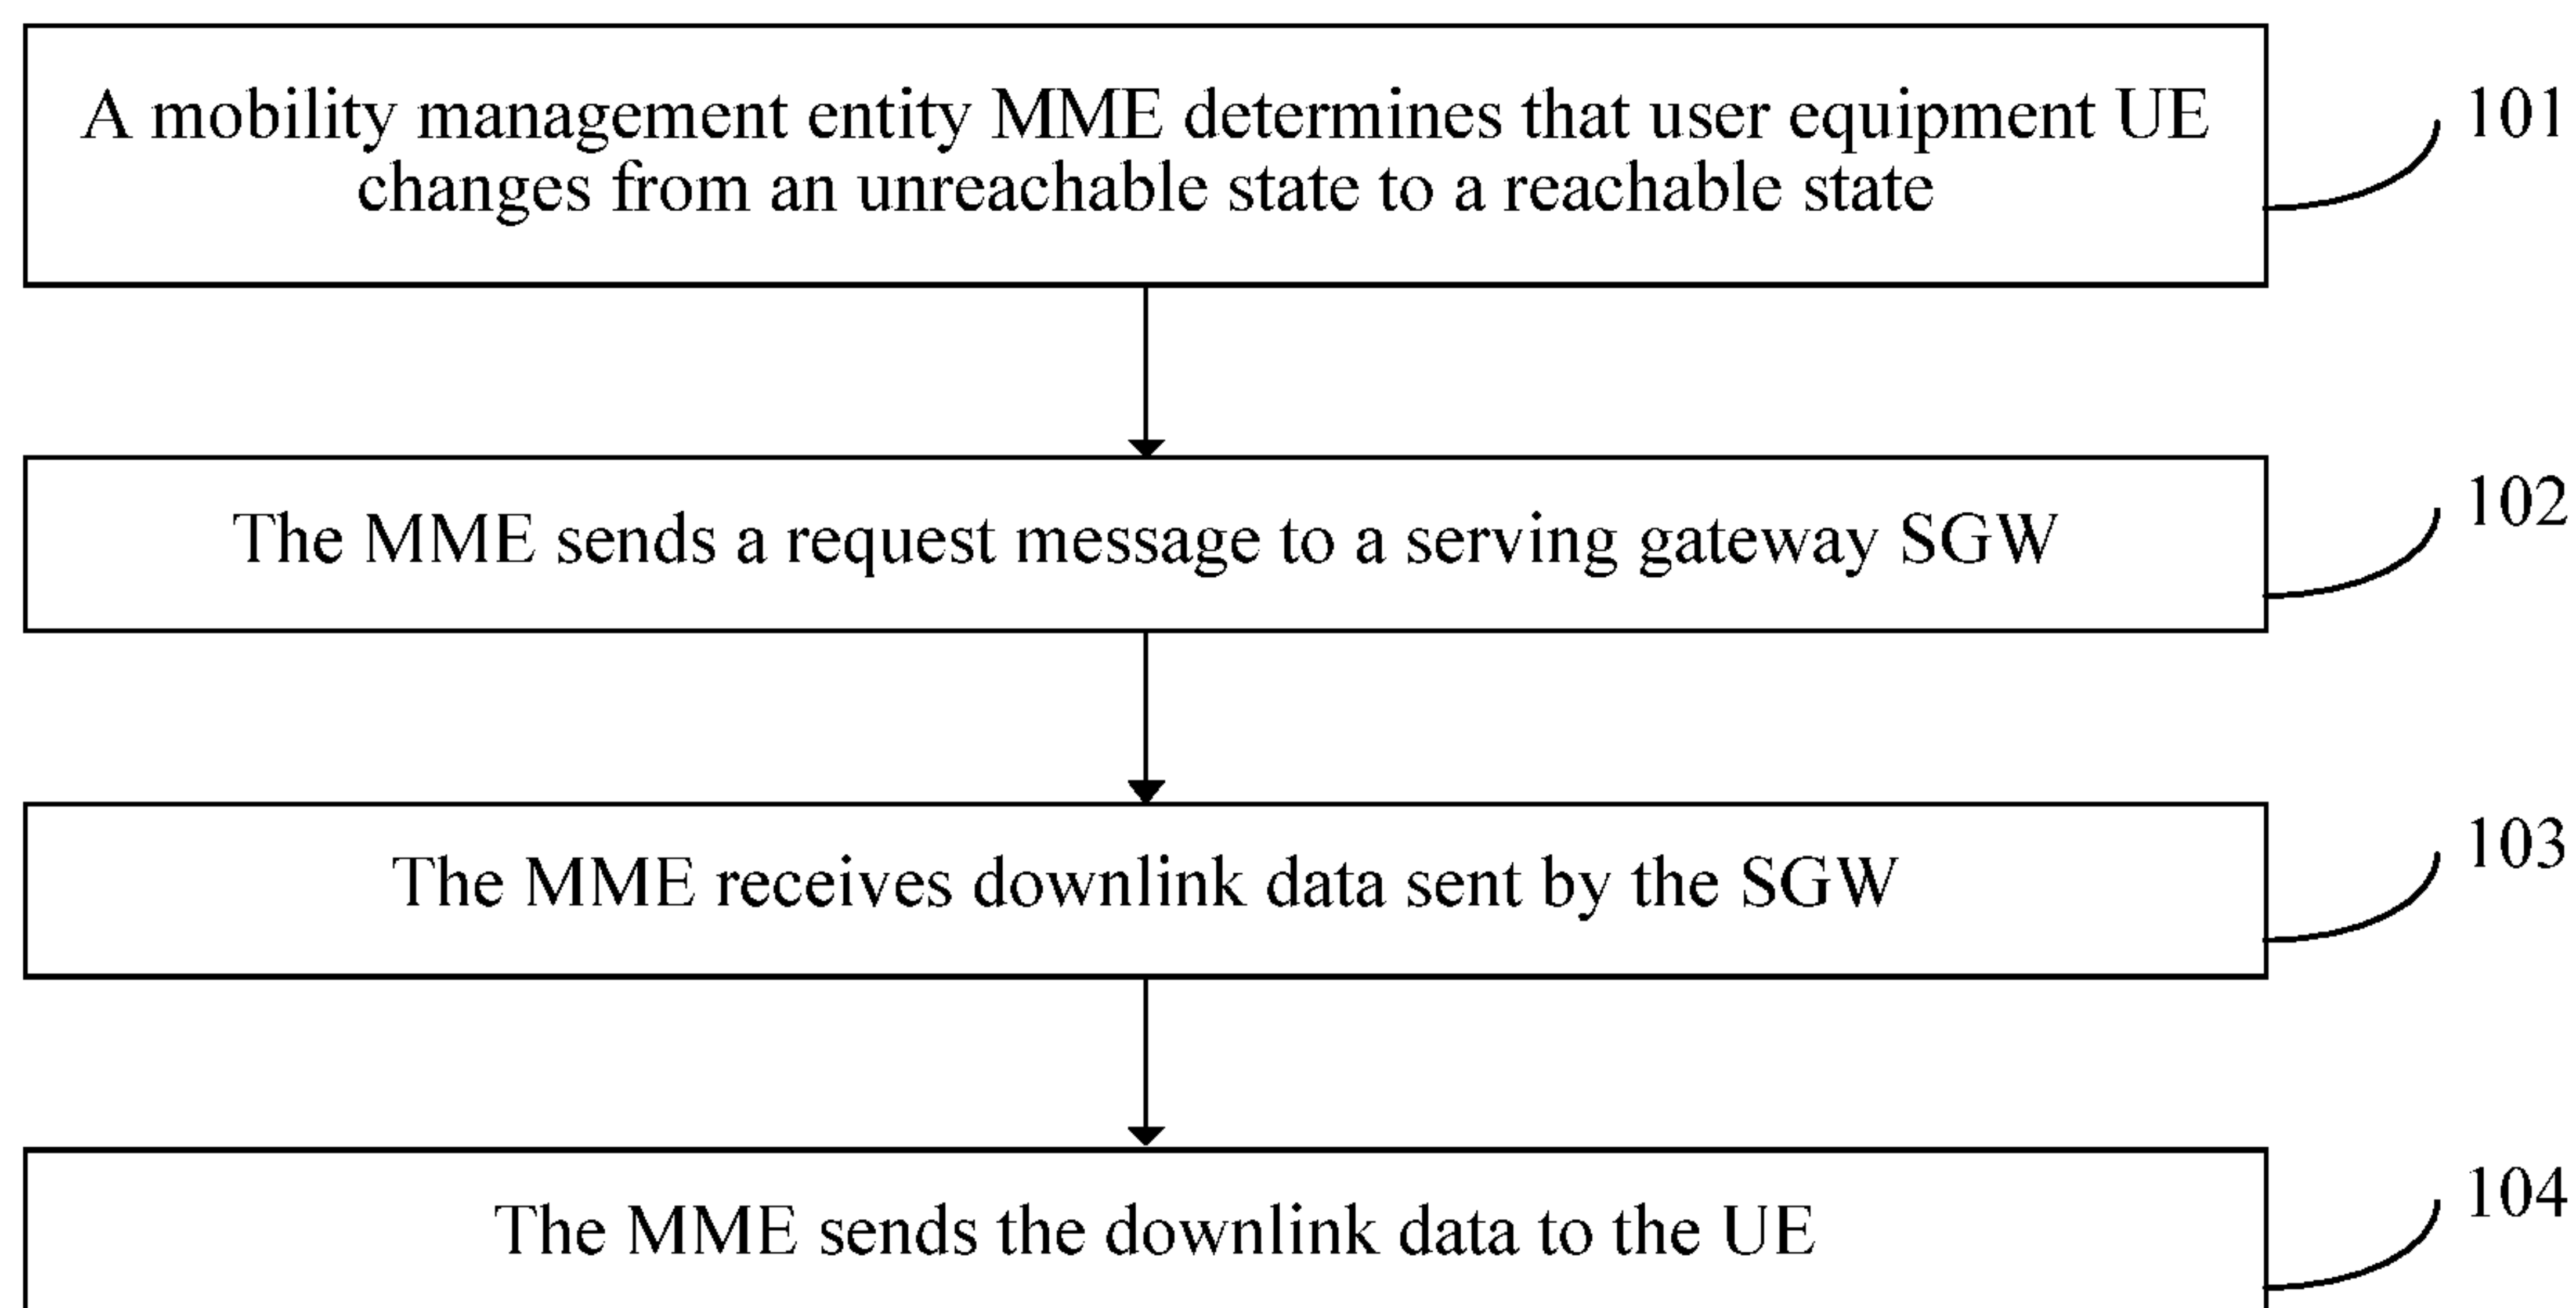 A mobility management entity MME determines that user equipment UE
changes from an unreachable state to a reachable state
101
The MME sends a request message to a serving gateway SGW
102
The MME receives downlink data sent by the SGW
103
The MME sends the downlink data to the UE
104